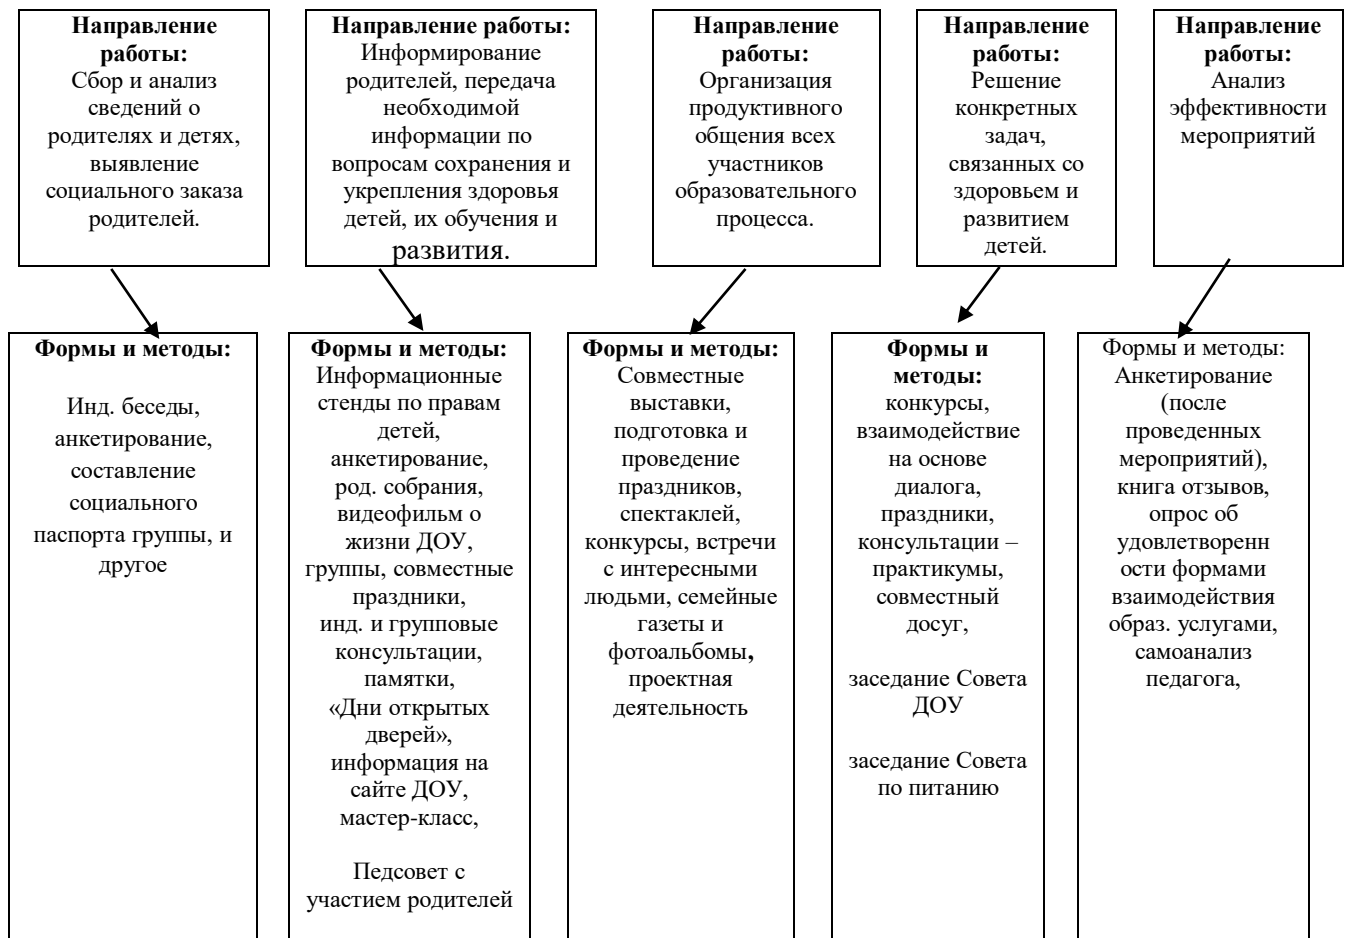 Направление
работы:
Сбор и анализ
сведений о
родителях и детях,
выявление
социального заказа
родителей.
Направление работы:
Информирование
родителей, передача
необходимой
информации по
вопросам сохранения и
укрепления здоровья
детей, их обучения и
развития.
Направление
работы:
Организация
продуктивного
общения всех
участников
образовательного
процесса.
Направление
работы:
Решение
конкретных
задач,
связанных со
здоровьем и
развитием
детей.
Направление
работы:
Анализ
эффективности
мероприятий
Формы и методы:
Инд. беседы,
анкетирование,
составление
социального
паспорта группы, и
другое
Формы и методы:
Информационные
стенды по правам
детей,
анкетирование,
род. собрания,
видеофильм о
жизни ДОУ,
группы, совместные
праздники,
инд. и групповые
консультации,
памятки,
«Дни открытых
дверей»,
информация на
сайте ДОУ,
мастер-класс,
Педсовет с
участием родителей
Формы и методы:
Совместные
выставки,
подготовка и
проведение
праздников,
спектаклей,
конкурсы, встречи
с интересными
людьми, семейные
газеты и
фотоальбомы,
проектная
деятельность
Формы и
методы:
конкурсы,
взаимодействие
на основе
диалога,
праздники,
консультации –
практикумы,
совместный
досуг,
заседание Совета
ДОУ
заседание Совета
по питанию
Формы и методы:
Анкетирование
(после
проведенных
мероприятий),
книга отзывов,
опрос об
удовлетворенн
ости формами
взаимодействия
образ. услугами,
самоанализ
педагога,